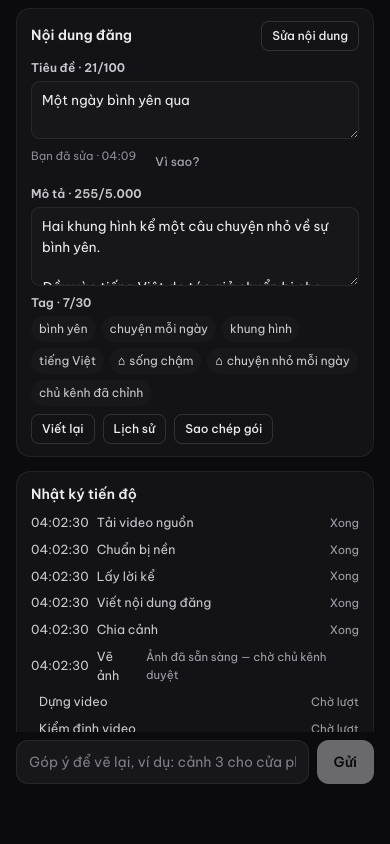 Nội dung đăng
Sửa nội dung
Tiêu đề · 21/100
Một ngày bình yên qua
Bạn đã sửa · 04:09 Vì sao?
Mô tả · 255/5.000
Hai khung hình kể một câu chuyện nhỏ về sự
bình yên.
Tag · 7/30
bình yên chuyện mỗi ngày khung hình
tiếng Việt ⌂ sống chậm ⌂ chuyện nhỏ mỗi ngày
chủ kênh đã chỉnh
Viết lại Lịch sử Sao chép gói
Nhật ký tiến độ
04:02:30 Tải video nguồn Xong
04:02:30 Chuẩn bị nền Xong
04:02:30 Lấy lời kể Xong
04:02:30 Viết nội dung đăng Xong
04:02:30 Chia cảnh Xong
04:02:30 Vẽ ảnh Ảnh đã sẵn sàng — chờ chủ kênh duyệt
Dựng video Chờ lượt
Kiểm định video Chờ lượt
Góp ý để vẽ lại, ví dụ: cảnh 3 cho cửa Gửi